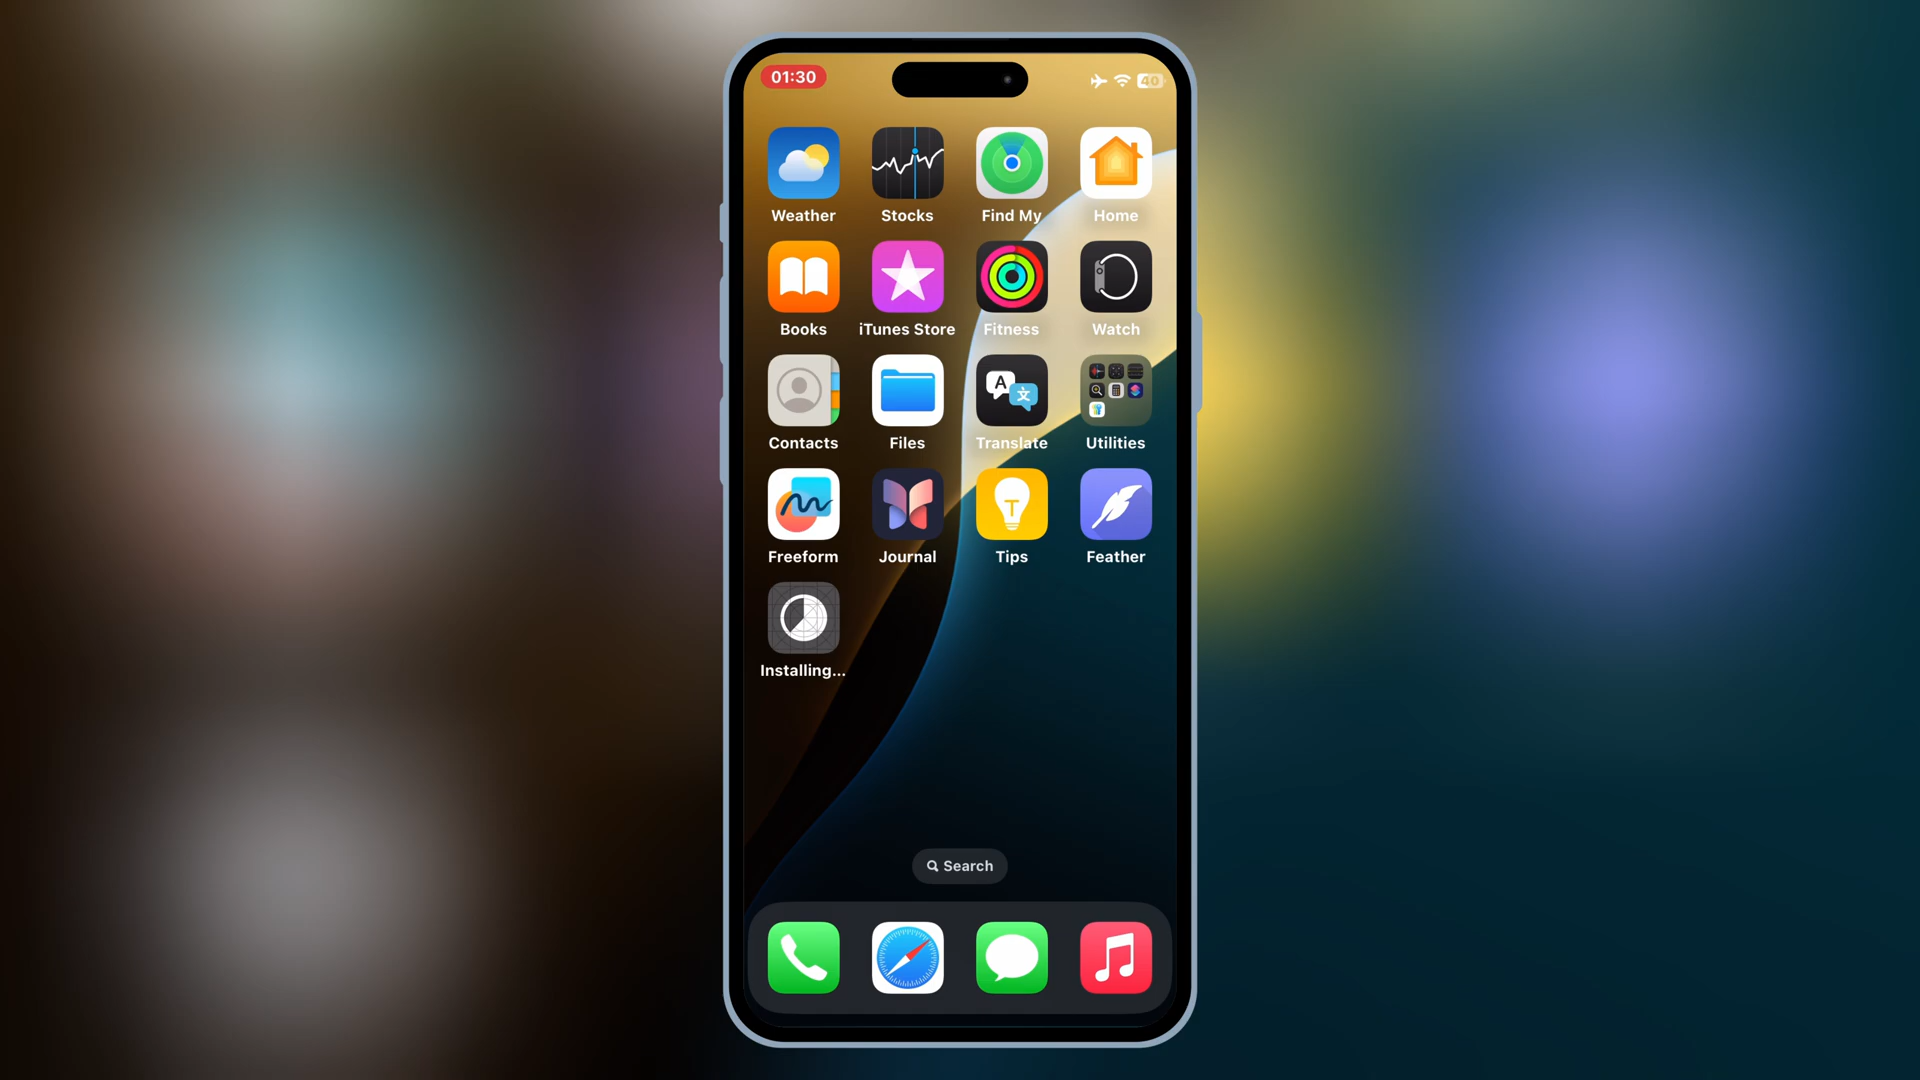 01:30
40
Weather Stocks Find My Home
Books iTunes Store Fitness Watch
A
文
Contacts Files Translate Utilities
T
Freeform Journal Tips Feather
Installing...
Search